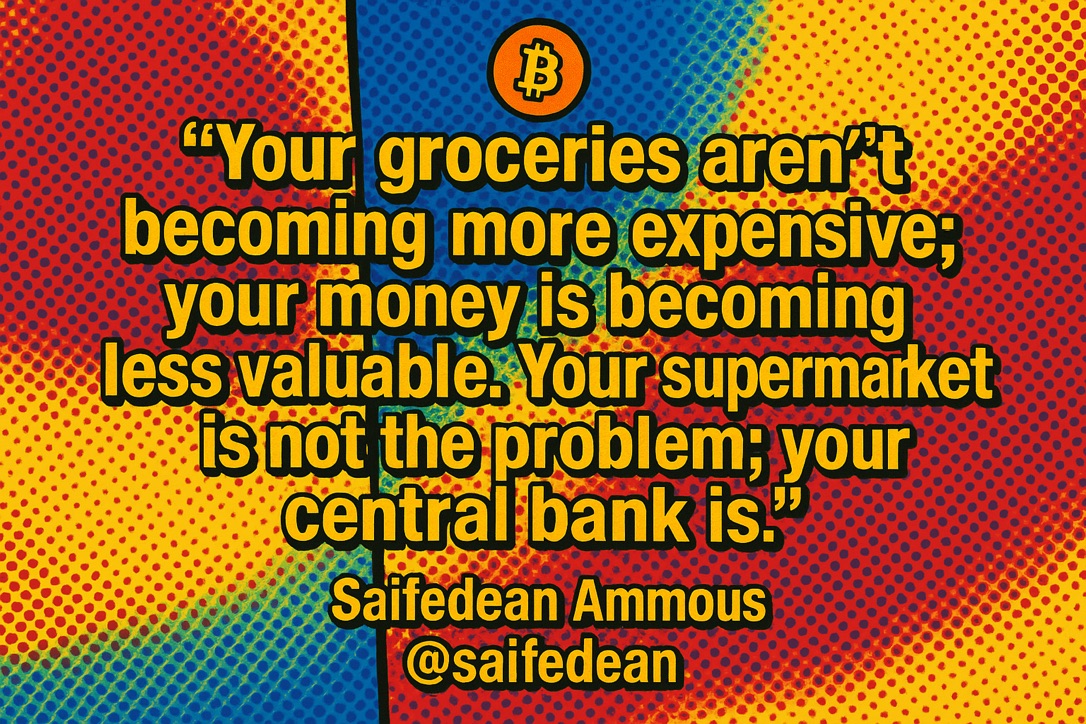 “Your groceries aren’’t
becoming more expensive;
your money is becoming
less valuable. Your supermarket
is not the problem; your
central bank is.”
Saifedean Ammous
@saifedean